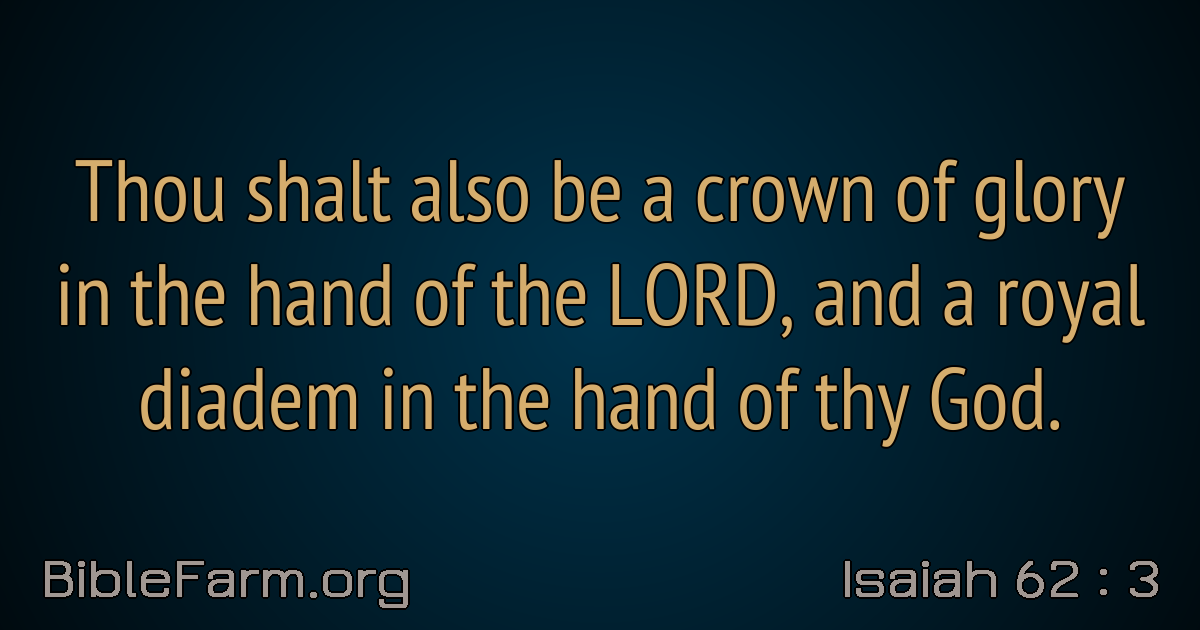 Thou shalt also be a crown of glory
in the hand of the LORD, and a royal
diadem in the hand of thy God.
BibleFarm.org
Isaiah 62 : 3